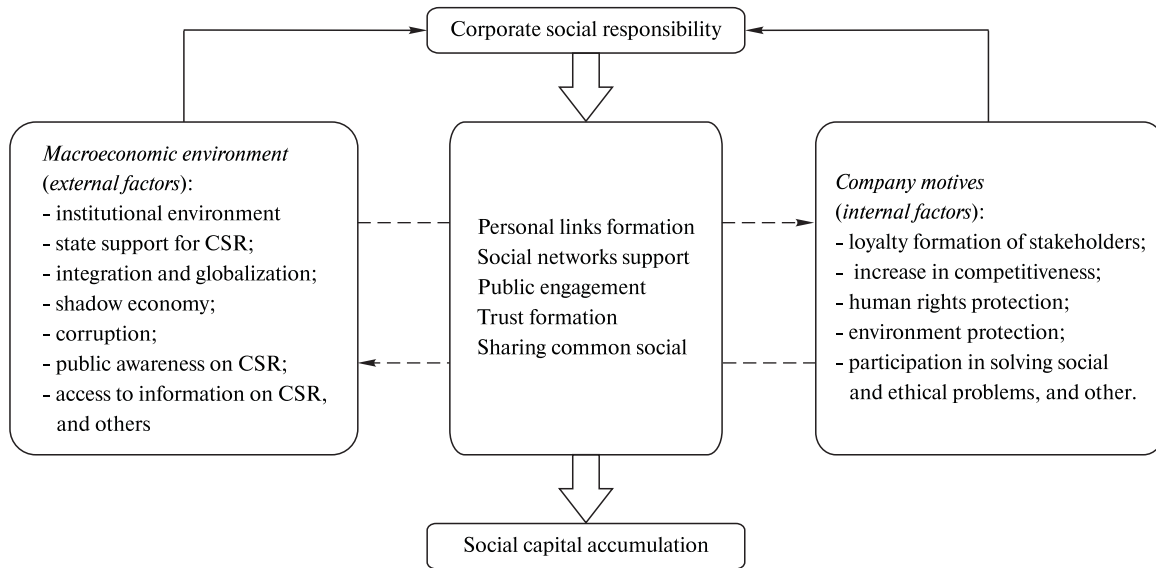 Corporate social responsibility
Macroeconomic environment
(external factors):
- institutional environment
- state support for CSR;
- integration and globalization;
- shadow economy;
- corruption;
- public awareness on CSR;
- access to information on CSR,
and others
Personal links formation
Social networks support
Public engagement
Trust formation
Sharing common social
Company motives
(internal factors):
- loyalty formation of stakeholders;
- increase in competitiveness;
- human rights protection;
- environment protection;
- participation in solving social
and ethical problems, and other.
Social capital accumulation